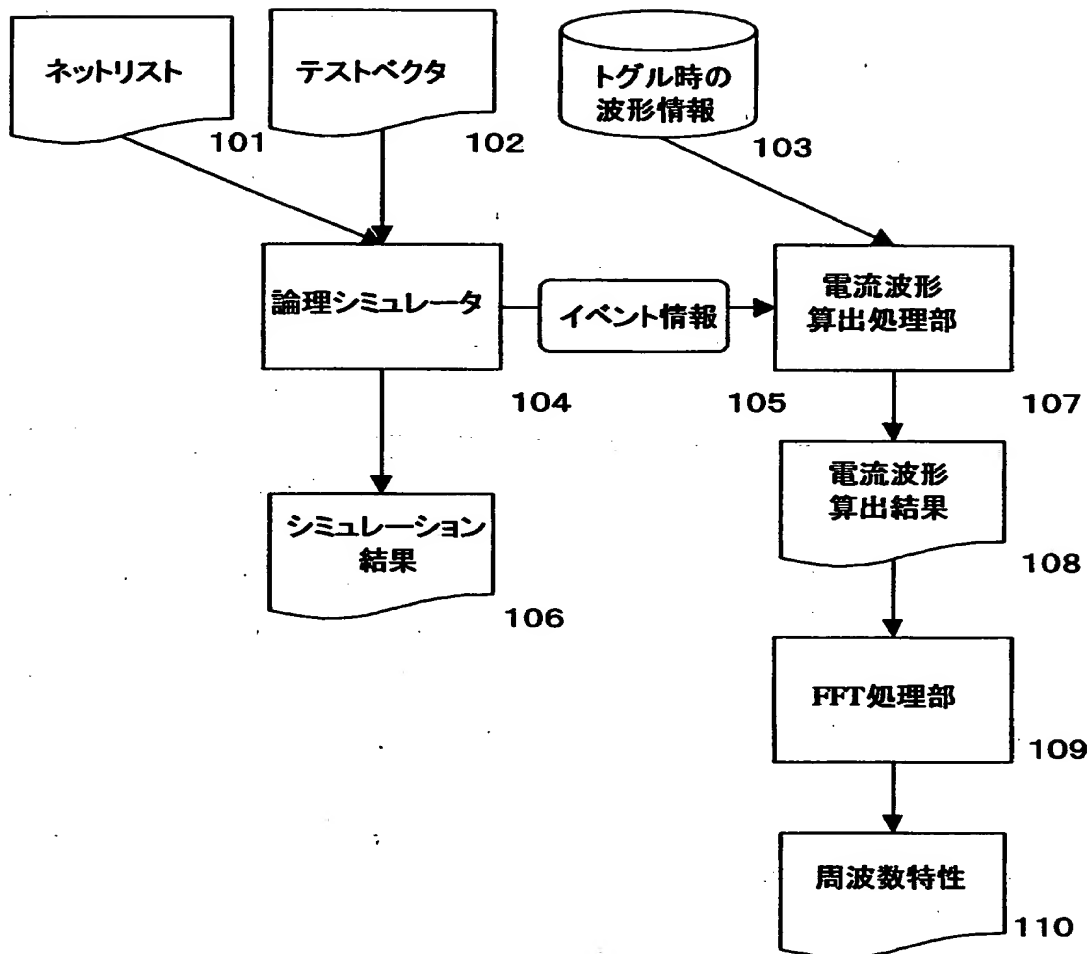 ネットリスト
101
テストベクタ
102
トグル時の
波形情報
103
論理シミュレータ
104
イベント情報
105
電流波形
算出処理部
107
シミュレーション
結果
106
電流波形
算出結果
108
FFT処理部
109
周波数特性
110